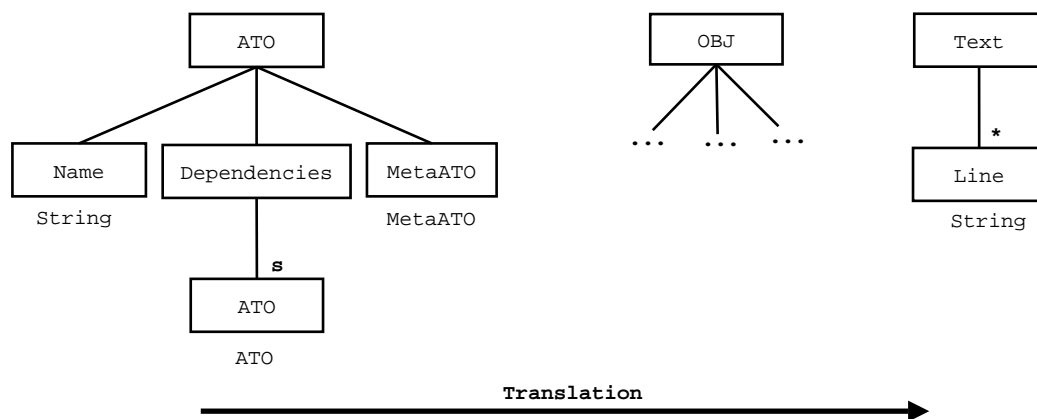 ATO
OBJ
Text
... ... ...
*
Name
Dependencies
MetaATO
Line
String
MetaATO
String
s
ATO
ATO
Translation